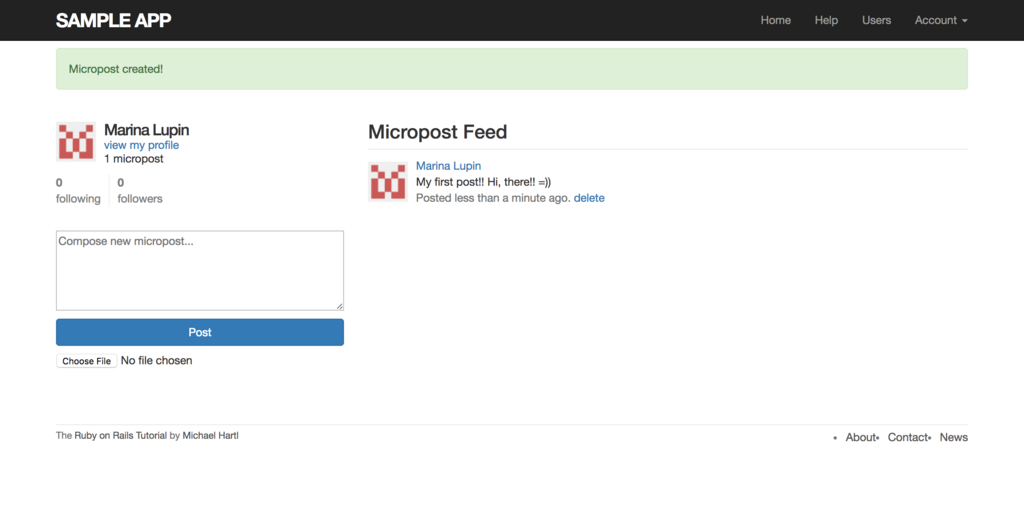 SAMPLE APP
Home Help Users Account
Micropost created!
Marina Lupin
view my profile
1 micropost
0 0
following followers
Compose new micropost...
Post
Choose File No file chosen
Micropost Feed
Marina Lupin
My first post!! Hi, there!! =))
Posted less than a minute ago. delete
The Ruby on Rails Tutorial by Michael Hartl
• About• Contact• News